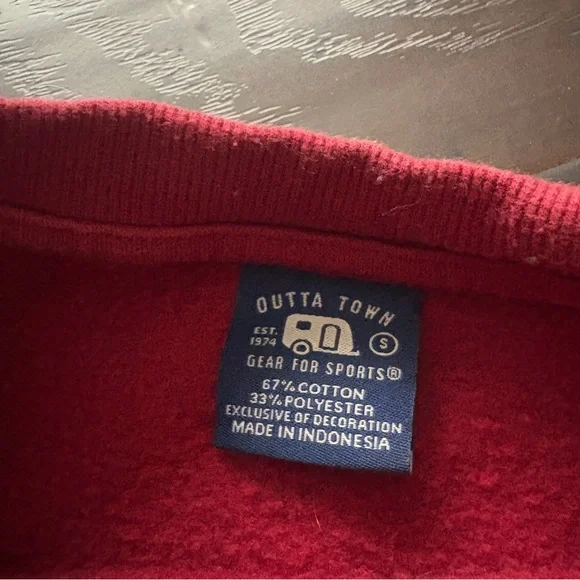 OUTTA TOWN
EST. 1974
S
GEAR FOR SPORTS®
67% COTTON
33% POLYESTER
EXCLUSIVE OF DECORATION
MADE IN INDONESIA